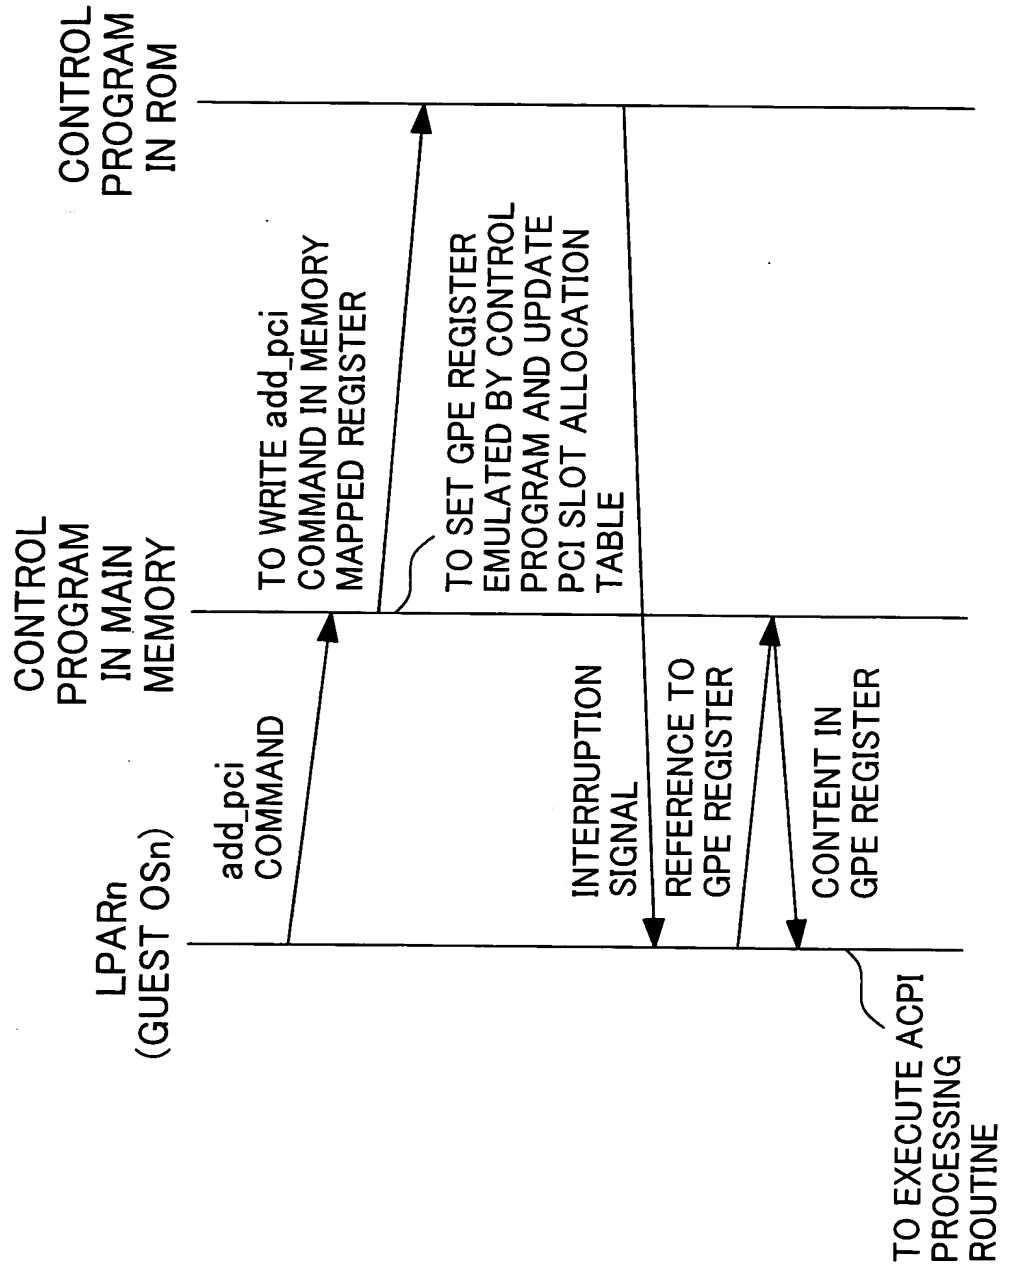 LPARn
(GUEST OSn)
CONTROL
PROGRAM
IN MAIN
MEMORY
CONTROL
PROGRAM
IN ROM
add_pci
COMMAND
TO WRITE add_pci
COMMAND IN MEMORY
MAPPED REGISTER
TO SET GPE REGISTER
EMULATED BY CONTROL
PROGRAM AND UPDATE
PCI SLOT ALLOCATION
TABLE
INTERRUPTION
SIGNAL
REFERENCE TO
GPE REGISTER
CONTENT IN
GPE REGISTER
TO EXECUTE ACPI
PROCESSING
ROUTINE